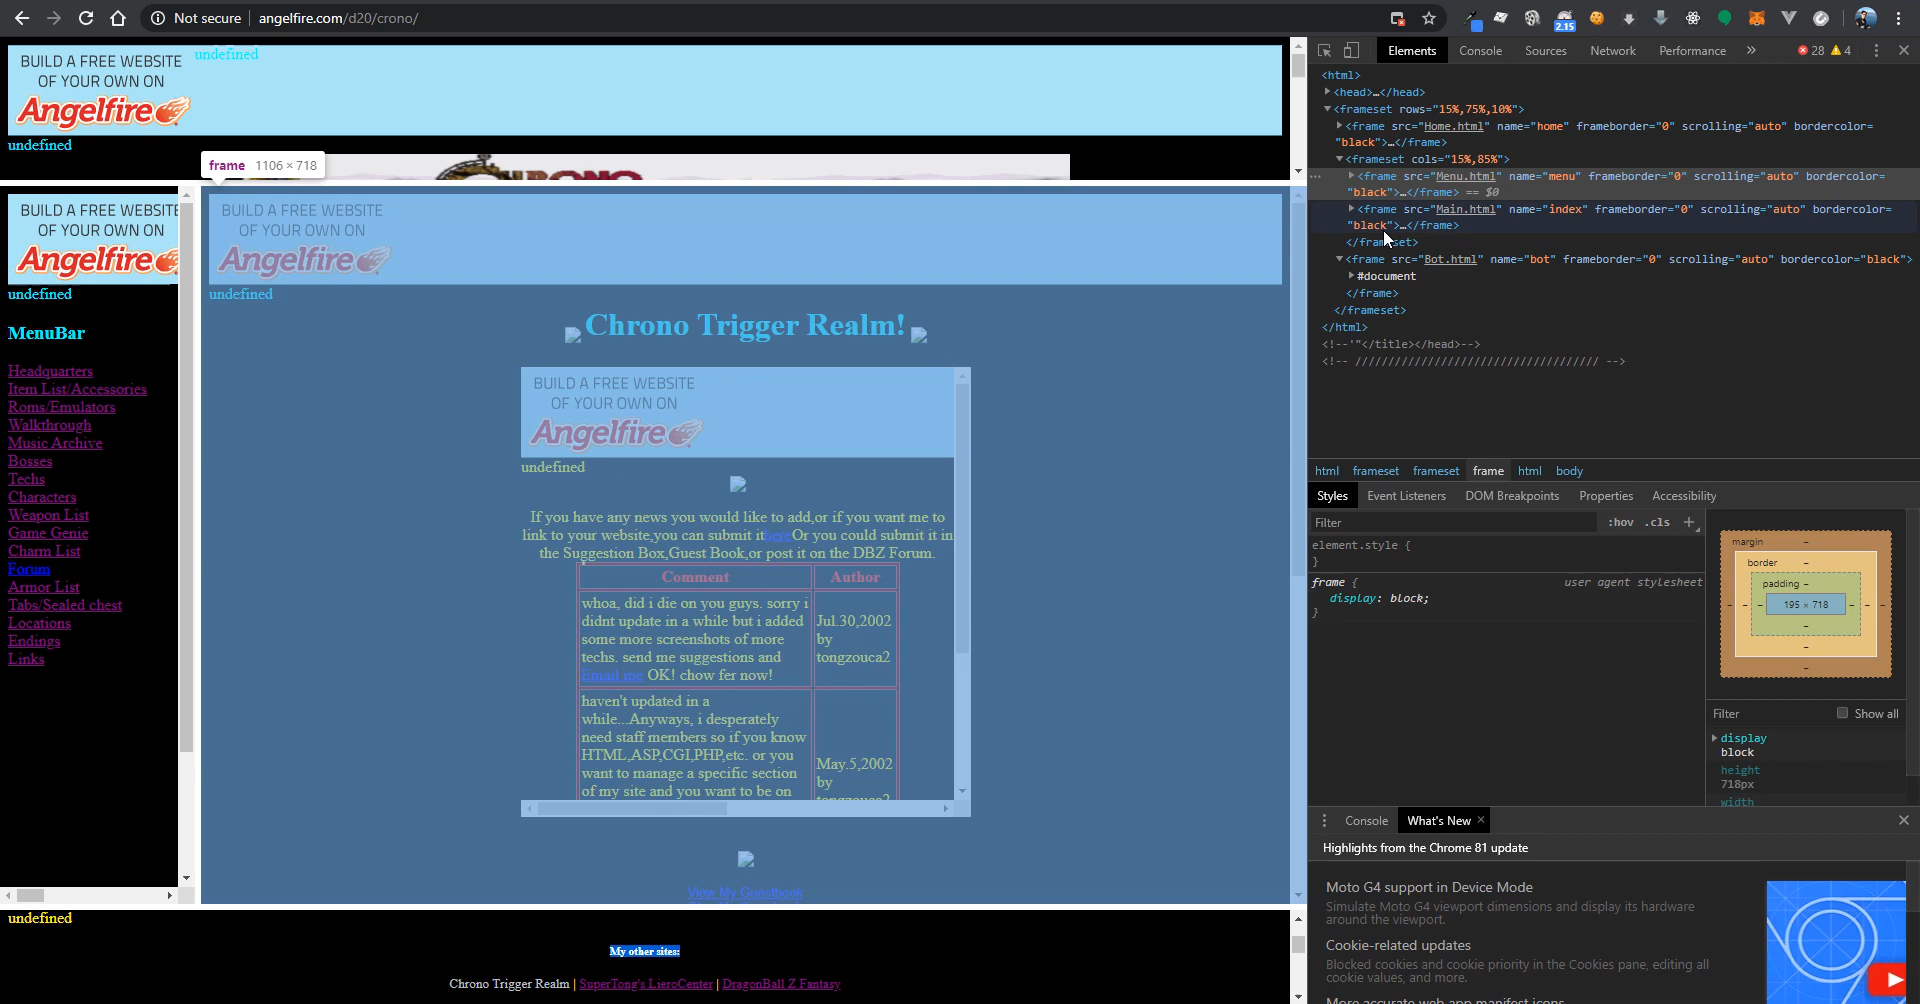 Not secure
angelfire.com/d20/crono/
2.15
BUILD A FREE WEBSITE
OF YOUR OWN ON
Angelfire
undefined
undefined
frame 1106 × 718
BUILD A FREE WEBSITE
OF YOUR OWN ON
Angelfire
undefined
MenuBar
Headquarters
Item List/Accessories
Roms/Emulators
Walkthrough
Music Archive
Bosses
Techs
Characters
Weapon List
Game Genie
Charm List
Forum
Armor List
Tabs/Sealed chest
Locations
Endings
Links
BUILD A FREE WEBSITE
OF YOUR OWN ON
Angelfire
undefined
Chrono Trigger Realm!
BUILD A FREE WEBSITE
OF YOUR OWN ON
Angelfire
undefined
If you have any news you would like to add,or if you want me to
link to your website,you can submit it here Or you could submit it in
the Suggestion Box,Guest Book,or post it on the DBZ Forum.
Comment Author
whoa, did i die on you guys. sorry i
didnt update in a while but i added
some more screenshots of more
techs. send me suggestions and
Email me OK! chow fer now!
Jul.30,2002
by
tongzouca2
haven't updated in a
while...Anyways, i desperately
need staff members so if you know
HTML,ASP,CGI,PHP,etc. or you
want to manage a specific section
of my site and you want to be on
May.5,2002
by
tongzouca2
View My Guestbook
undefined
My other sites:
Chrono Trigger Realm | SuperTong's LieroCenter | DragonBall Z Fantasy
Elements Console Sources Network Performance » 28 4
<html>
<head>…</head>
<frameset rows="15%,75%,10%">
<frame src="Home.html" name="home" frameborder="0" scrolling="auto" bordercolor=
"black">…</frame>
<frameset cols="15%,85%">
<frame src="Menu.html" name="menu" frameborder="0" scrolling="auto" bordercolor=
"black">…</frame> == $0
<frame src="Main.html" name="index" frameborder="0" scrolling="auto" bordercolor=
"black">…</frame>
</frameset>
<frame src="Bot.html" name="bot" frameborder="0" scrolling="auto" bordercolor="black">
#document
</frame>
</frameset>
</html>
<!--'"</title></head>-->
<!-- //////////////////////////////////// -->
html frameset frameset frame html body
Styles Event Listeners DOM Breakpoints Properties Accessibility
Filter :hov .cls +
element.style {
}
frame { user agent stylesheet
display: block;
}
margin –
border –
padding –
– – – 195 × 718 – – –
–
–
–
Filter Show all
display
block
height
718px
width
Console What's New ×
Highlights from the Chrome 81 update
Moto G4 support in Device Mode
Simulate Moto G4 viewport dimensions and display its hardware
around the viewport.
Cookie-related updates
Blocked cookies and cookie priority in the Cookies pane, editing all
cookie values, and more.
More accurate web app manifest icons